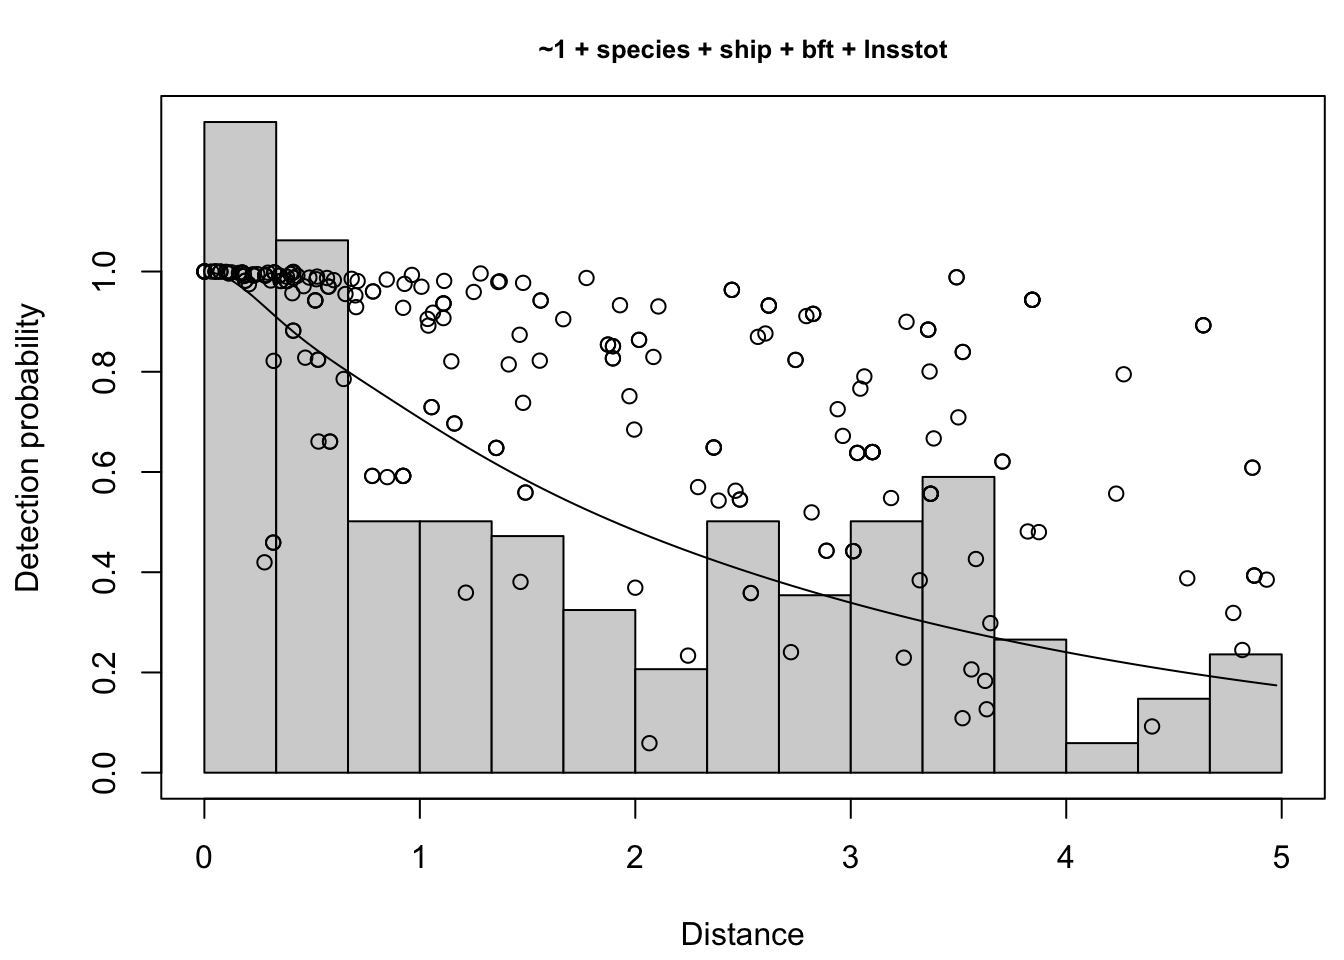 ~1 + species + ship + bft + lnsstot
Detection probability
1.0
0.8
0.6
0.4
0.2
0.0
0 1 2 3 4 5
Distance